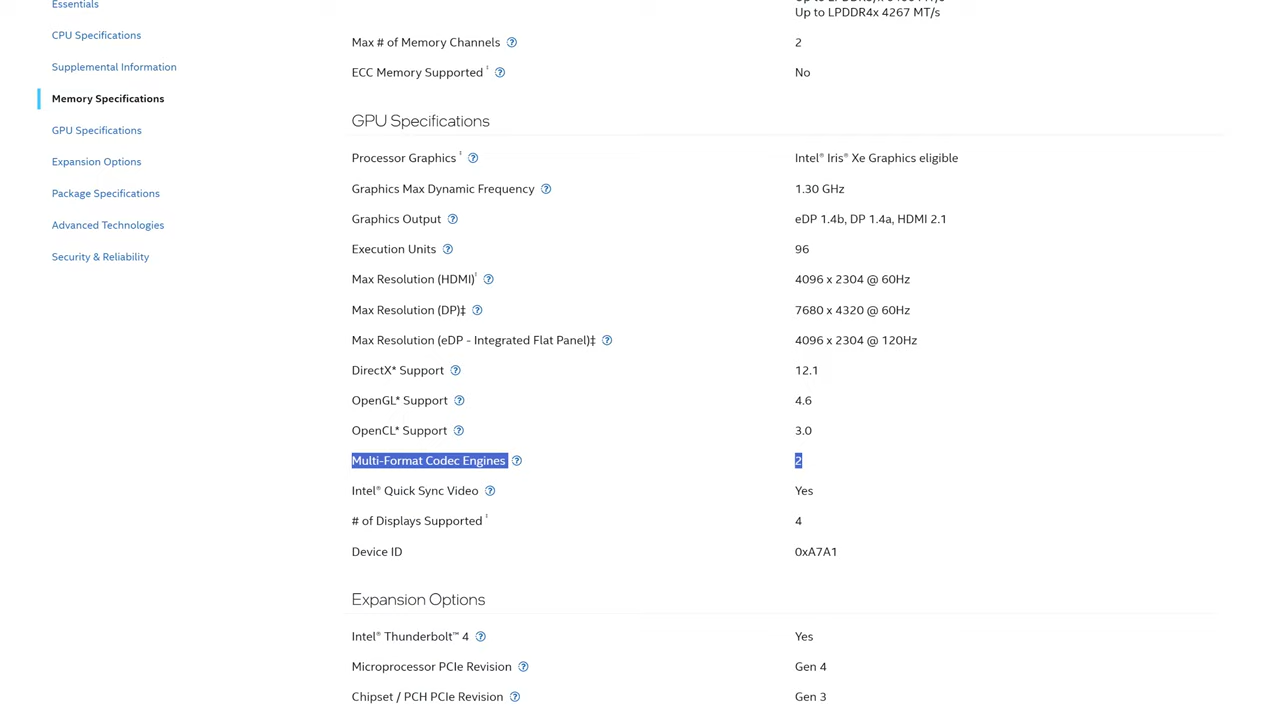 Essentials
CPU Specifications
Supplemental Information
Memory Specifications
GPU Specifications
Expansion Options
Package Specifications
Advanced Technologies
Security & Reliability
Up to LPDDR4x 4267 MT/s
Max # of Memory Channels 2
ECC Memory Supported ‡ No
GPU Specifications
Processor Graphics ‡ Intel® Iris® Xe Graphics eligible
Graphics Max Dynamic Frequency 1.30 GHz
Graphics Output eDP 1.4b, DP 1.4a, HDMI 2.1
Execution Units 96
Max Resolution (HDMI)‡ 4096 x 2304 @ 60Hz
Max Resolution (DP)‡ 7680 x 4320 @ 60Hz
Max Resolution (eDP - Integrated Flat Panel)‡ 4096 x 2304 @ 120Hz
DirectX* Support 12.1
OpenGL* Support 4.6
OpenCL* Support 3.0
Multi-Format Codec Engines 2
Intel® Quick Sync Video Yes
# of Displays Supported ‡ 4
Device ID 0xA7A1
Expansion Options
Intel® Thunderbolt™ 4 Yes
Microprocessor PCIe Revision Gen 4
Chipset / PCH PCIe Revision Gen 3